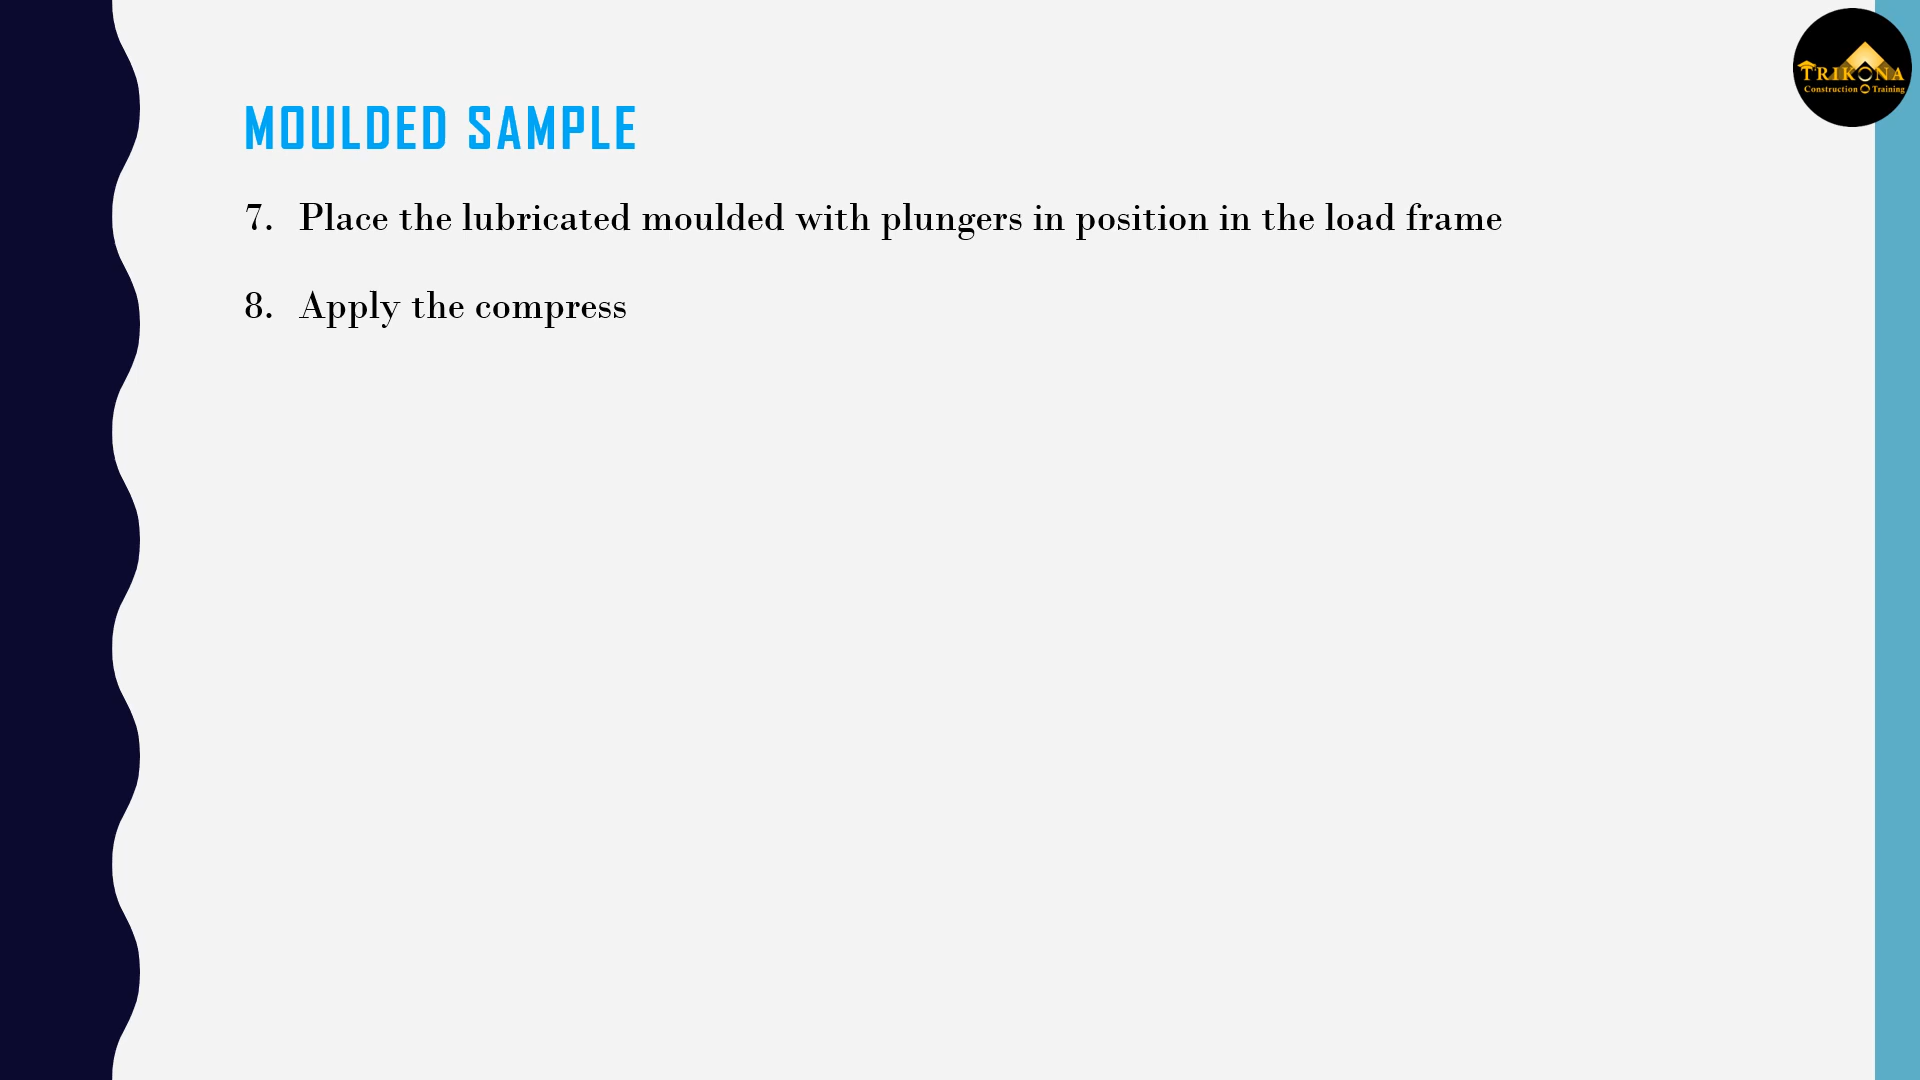 TRIKONA
Construction Training
MOULDED SAMPLE
7. Place the lubricated moulded with plungers in position in the load frame
8. Apply the compress